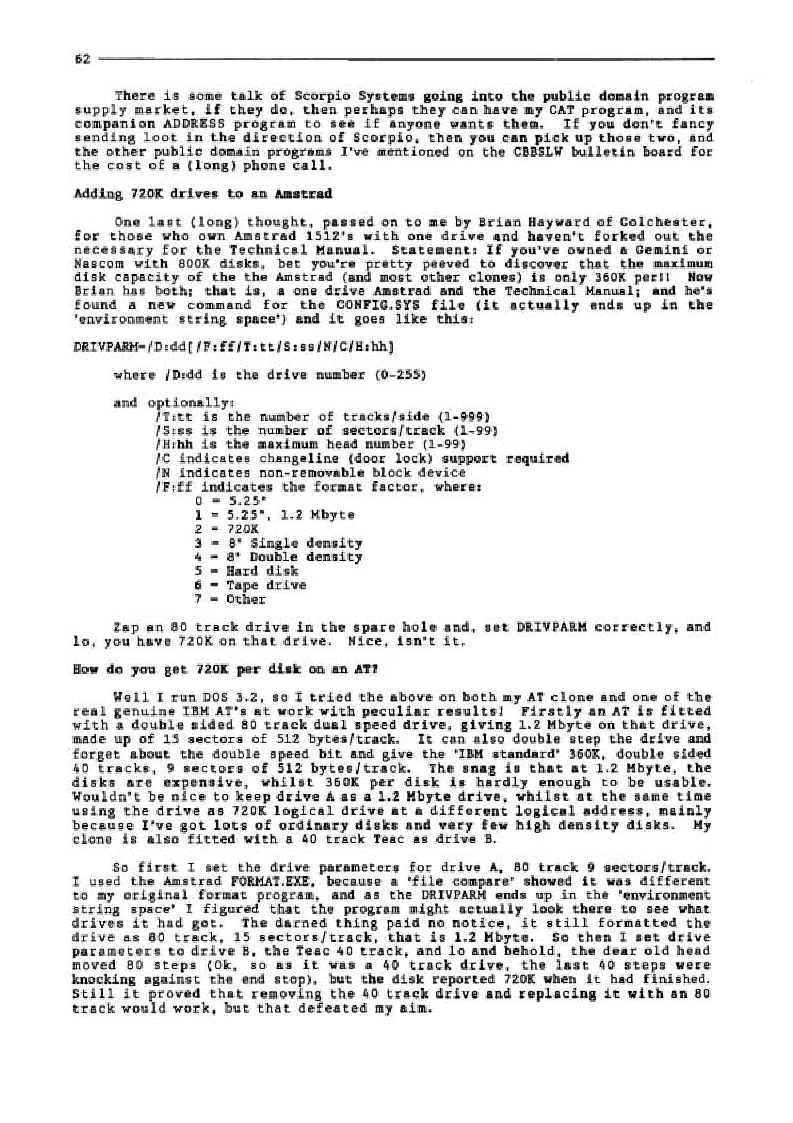 62
There is some talk of Scorpio Systems going into the public domain program
supply market, if they do, then perhaps they can have my CAT program, and its
companion ADDRESS program to see if anyone wants them. If you don't fancy
sending loot in the direction of Scorpio, then you can pick up those two, and
the other public domain programs I've mentioned on the CBBSLW bulletin board for
the cost of a (long) phone call.
Adding 720K drives to an Amstrad
One last (long) thought, passed on to me by Brian Hayward of Colchester,
for those who own Amstrad 1512's with one drive and haven't forked out the
necessary for the Technical Manual. Statement: If you've owned a Gemini or
Nascom with 800K disks, bet you're pretty peeved to discover that the maximum
disk capacity of the Amstrad (and most other clones) is only 360K per!! Now
Brian has both; that is, a one drive Amstrad and the Technical Manual; and he's
found a new command for the CONFIG.SYS file (it actually ends up in the
'environment string space') and it goes like this:
DRIVPARM=/D:dd[/F:ff/T:tt/S:ss/N/C/H:hh]
where /D:dd is the drive number (0-255)
and optionally:
/T:tt is the number of tracks/side (1-999)
/S:ss is the number of sectors/track (1-99)
/H:hh is the maximum head number (1-99)
/C indicates changeline (door lock) support required
/N indicates non-removable block device
/F:ff indicates the format factor, where:
0 = 5.25"
1 = 5.25", 1.2 Mbyte
2 = 720K
3 = 8" Single density
4 = 8" Double density
5 = Hard disk
6 = Tape drive
7 = Other
Zap an 80 track drive in the spare hole and, set DRIVPARM correctly, and
lo, you have 720K on that drive. Nice, isn't it.
How do you get 720K per disk on an AT?
Well I run DOS 3.2, so I tried the above on both my AT clone and one of the
real genuine IBM AT's at work with peculiar results! Firstly an AT is fitted
with a double sided 80 track dual speed drive, giving 1.2 Mbyte on that drive,
made up of 15 sectors of 512 bytes/track. It can also double step the drive and
forget about the double speed bit and give the 'IBM standard' 360K, double sided
40 tracks, 9 sectors of 512 bytes/track. The snag is that at 1.2 Mbyte, the
disks are expensive, whilst 360K per disk is hardly enough to be usable.
Wouldn't be nice to keep drive A as a 1.2 Mbyte drive, whilst at the same time
using the drive as 720K logical drive at a different logical address, mainly
because I've got lots of ordinary disks and very few high density disks. My
clone is also fitted with a 40 track Teac as drive B.
So first I set the drive parameters for drive A, 80 track 9 sectors/track.
I used the Amstrad FORMAT.EXE, because a 'file compare' showed it was different
to my original format program, and as the DRIVPARM ends up in the 'environment
string space' I figured that the program might actually look there to see what
drives it had got. The darned thing paid no notice, it still formatted the
drive as 80 track, 15 sectors/track, that is 1.2 Mbyte. So then I set drive
parameters to drive B, the Teac 40 track, and lo and behold, the dear old head
moved 80 steps (Ok, so as it was a 40 track drive, the last 40 steps were
knocking against the end stop), but the disk reported 720K when it had finished.
Still it proved that removing the 40 track drive and replacing it with an 80
track would work, but that defeated my aim.